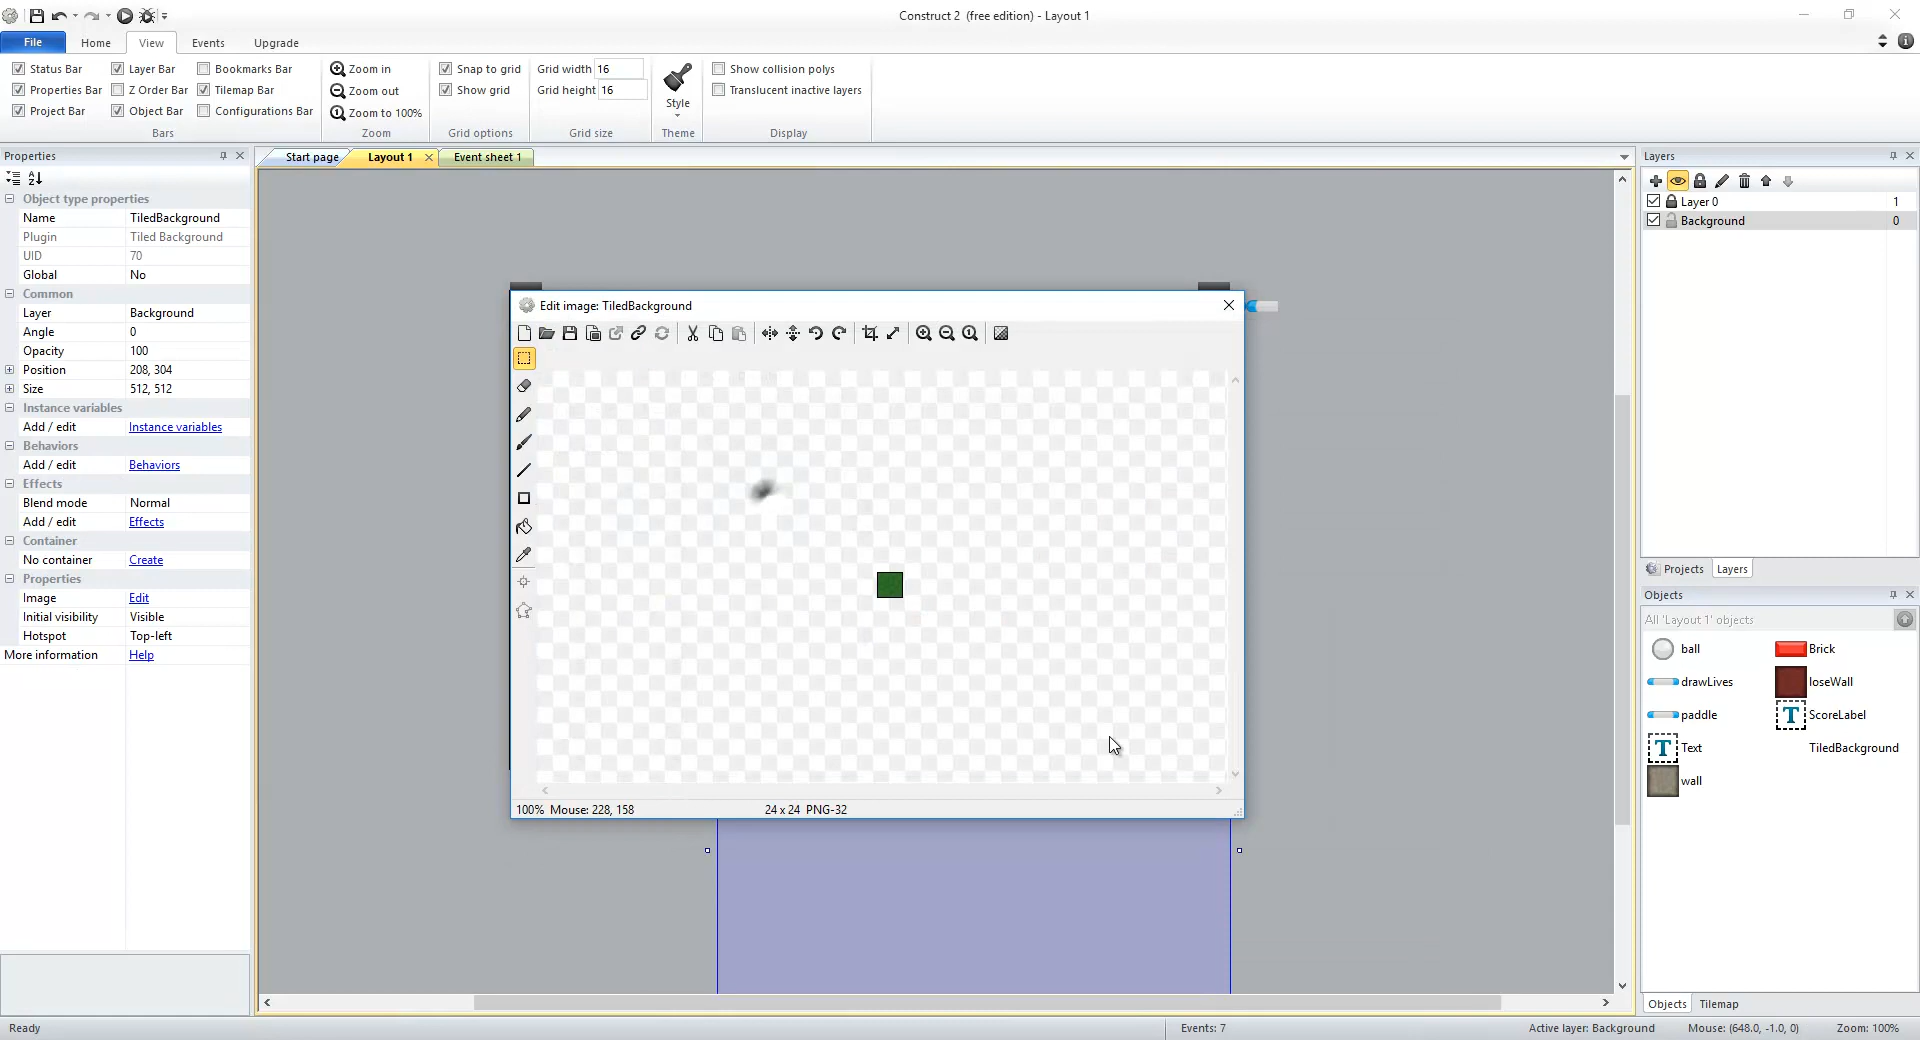 Construct 2 (free edition) - Layout 1
File Home View Events Upgrade
Status Bar Layer Bar Bookmarks Bar Zoom in Snap to grid Grid width 16 Show collision polys
Properties Bar Z Order Bar Tilemap Bar Zoom out Show grid Grid height 16 Translucent inactive layers
Project Bar Object Bar Configurations Bar Zoom to 100% Style
Bars Zoom Grid options Grid size Theme Display
Properties
Start page Layout 1 Event sheet 1
Layers
Object type properties
Name TiledBackground
Plugin Tiled Background
UID 70
Global No
Common
Layer Background
Angle 0
Opacity 100
Position 208, 304
Size 512, 512
Instance variables
Add / edit Instance variables
Behaviors
Add / edit Behaviors
Effects
Blend mode Normal
Add / edit Effects
Container
No container Create
Properties
Image Edit
Initial visibility Visible
Hotspot Top-left
More information Help
Edit image: TiledBackground
100% Mouse: 228, 158 24 x 24 PNG-32
Layer 0 1
Background 0
Projects Layers
Objects
All 'Layout 1' objects
ball Brick
drawLives loseWall
paddle T ScoreLabel
T Text TiledBackground
wall
Objects Tilemap
Ready Events: 7 Active layer: Background Mouse: (648.0, -1.0, 0) Zoom: 100%